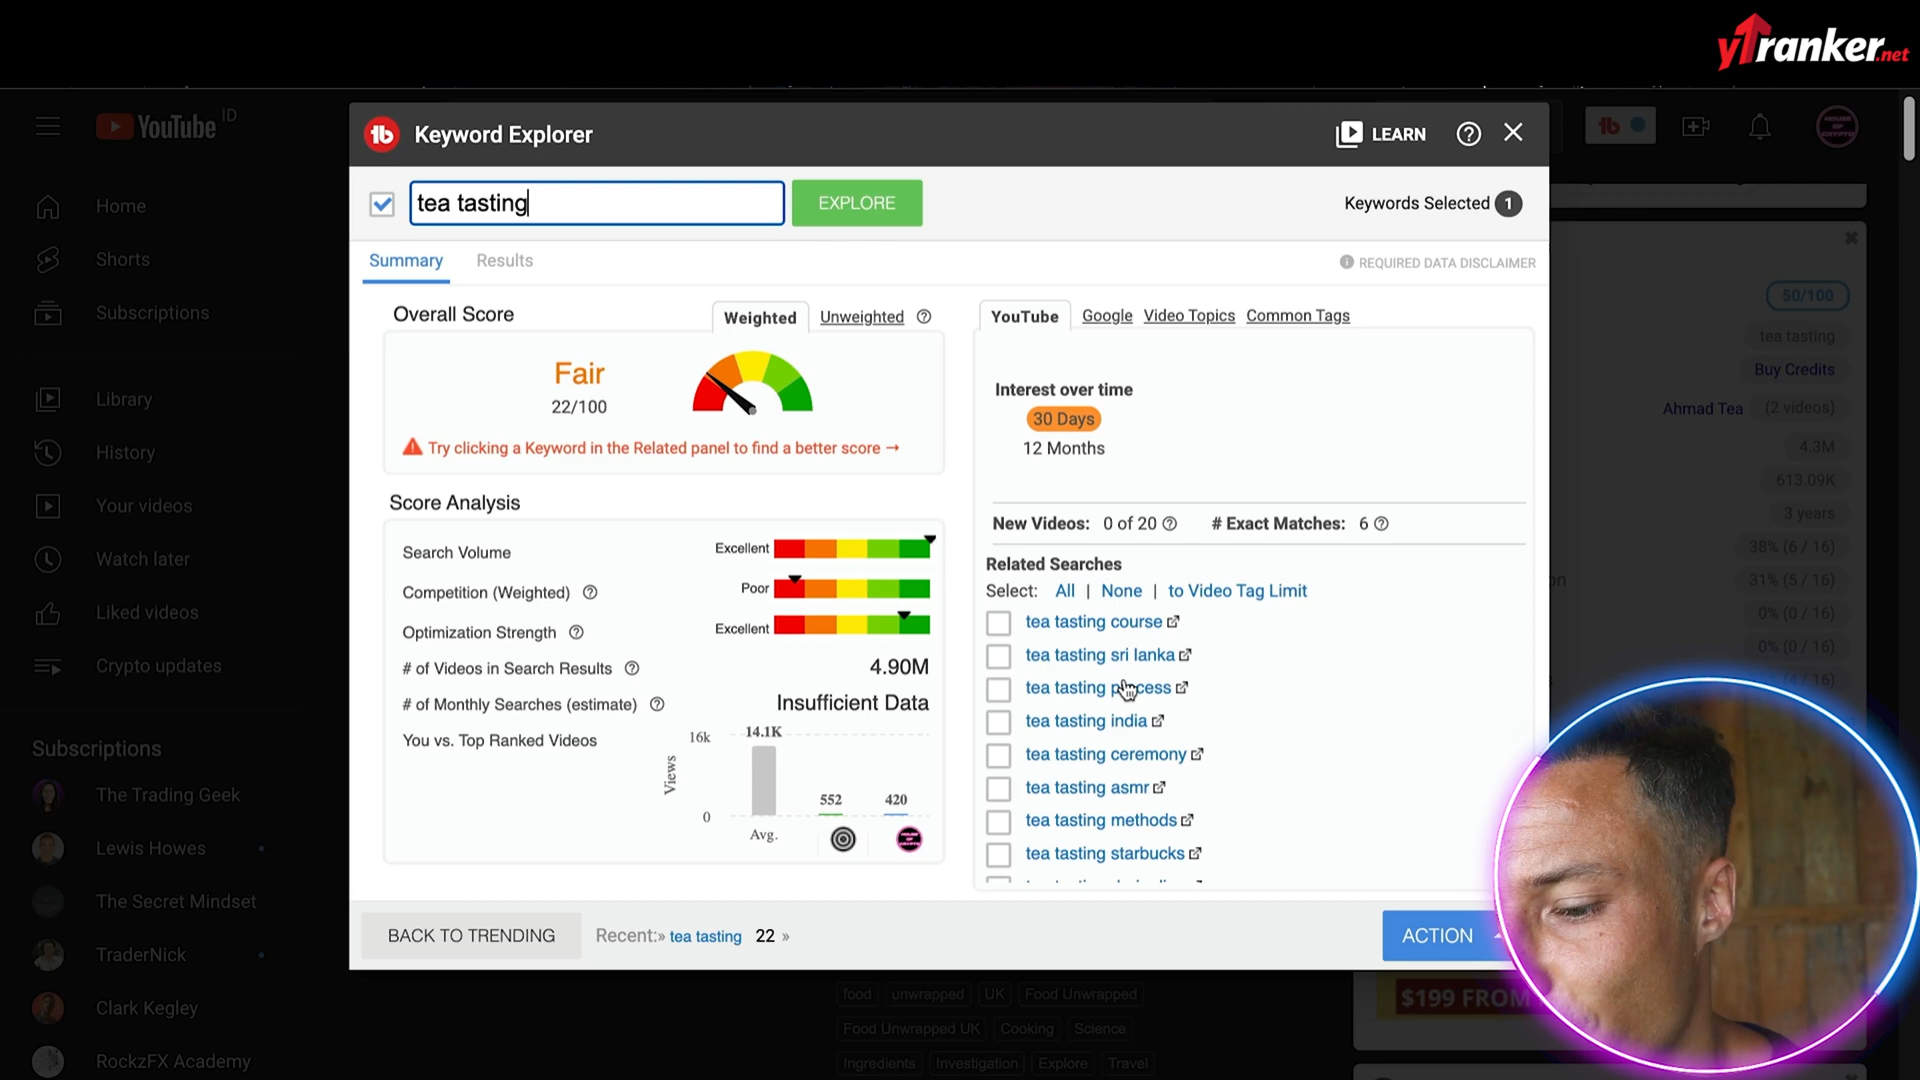 yTranker.net
YouTube ID
Home
Shorts
Subscriptions
Library
History
Your videos
Watch later
Liked videos
Crypto updates
Subscriptions
The Trading Geek
Lewis Howes
The Secret Mindset
TraderNick
Clark Kegley
RockzFX Academy
tb Keyword Explorer
LEARN
tea tasting
EXPLORE
Keywords Selected 1
Summary
Results
REQUIRED DATA DISCLAIMER
Overall Score
Weighted
Unweighted
Fair
22/100
Try clicking a Keyword in the Related panel to find a better score →
Score Analysis
Search Volume
Excellent
Competition (Weighted)
Poor
Optimization Strength
Excellent
# of Videos in Search Results
4.90M
# of Monthly Searches (estimate)
Insufficient Data
You vs. Top Ranked Videos
16k
14.1K
Views
552
420
0
Avg.
YouTube
Google
Video Topics
Common Tags
Interest over time
30 Days
12 Months
New Videos: 0 of 20
# Exact Matches: 6
Related Searches
Select: All | None | to Video Tag Limit
tea tasting course
tea tasting sri lanka
tea tasting process
tea tasting india
tea tasting ceremony
tea tasting asmr
tea tasting methods
tea tasting starbucks
BACK TO TRENDING
Recent:» tea tasting 22 »
ACTION
tb
50/100
tea tasting
Buy Credits
Ahmad Tea (2 videos)
4.3M
613.09K
3 years
38% (6 / 16)
31% (5 / 16)
0% (0 / 16)
0% (0 / 16)
$199 FROM
food
unwrapped
UK
Food Unwrapped
Food Unwrapped UK
Cooking
Science
Ingredients
Investigation
Explore
Travel